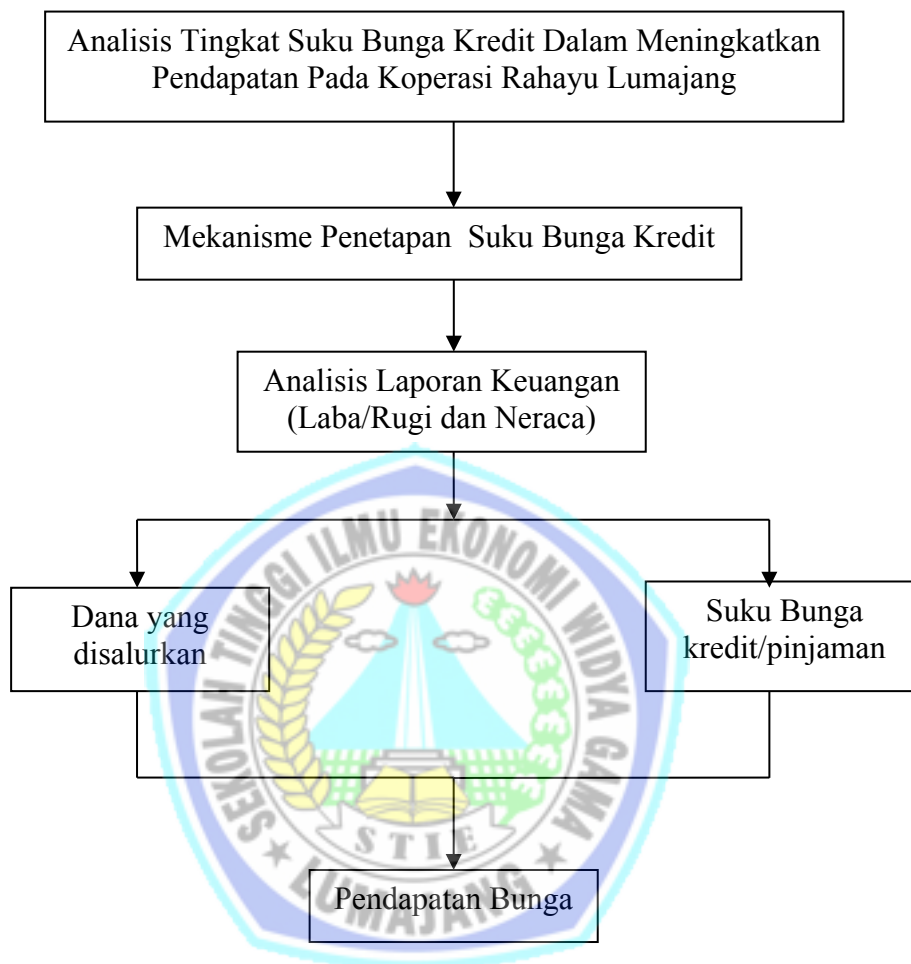 Analisis Tingkat Suku Bunga Kredit Dalam Meningkatkan
Pendapatan Pada Koperasi Rahayu Lumajang
Mekanisme Penetapan Suku Bunga Kredit
Analisis Laporan Keuangan
(Laba/Rugi dan Neraca)
Dana yang
disalurkan
Suku Bunga
kredit/pinjaman
Pendapatan Bunga
SEKOLAH TINGGI ILMU EKONOMI WIDYA GAMA
STIE
LUMAJANG